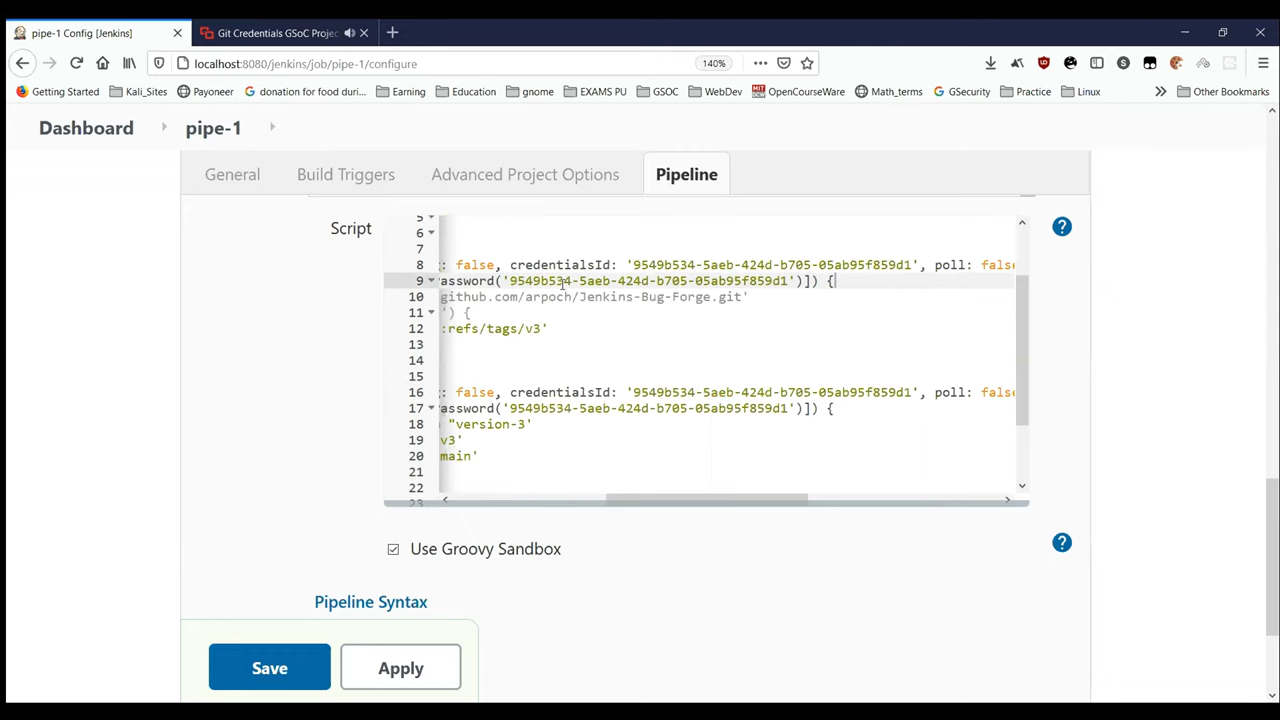 pipe-1 Config [Jenkins]
Git Credentials GSoC Projec
localhost:8080/jenkins/job/pipe-1/configure
140%
Getting Started
Kali_Sites
Payoneer
donation for food duri...
Earning
Education
gnome
EXAMS PU
GSOC
WebDev
MIT OpenCourseWare
Math_terms
GSecurity
Practice
Linux
Other Bookmarks
Dashboard
pipe-1
General
Build Triggers
Advanced Project Options
Pipeline
Script
5
6
7
8 : false, credentialsId: '9549b534-5aeb-424d-b705-05ab95f859d1', poll: false
9 assword('9549b534-5aeb-424d-b705-05ab95f859d1')]) {
10 github.com/arpoch/Jenkins-Bug-Forge.git'
11 ') {
12 :refs/tags/v3'
13
14
15
16 : false, credentialsId: '9549b534-5aeb-424d-b705-05ab95f859d1', poll: false
17 assword('9549b534-5aeb-424d-b705-05ab95f859d1')]) {
18 "version-3'
19 v3'
20 main'
21
22
23
Use Groovy Sandbox
Pipeline Syntax
Save
Apply